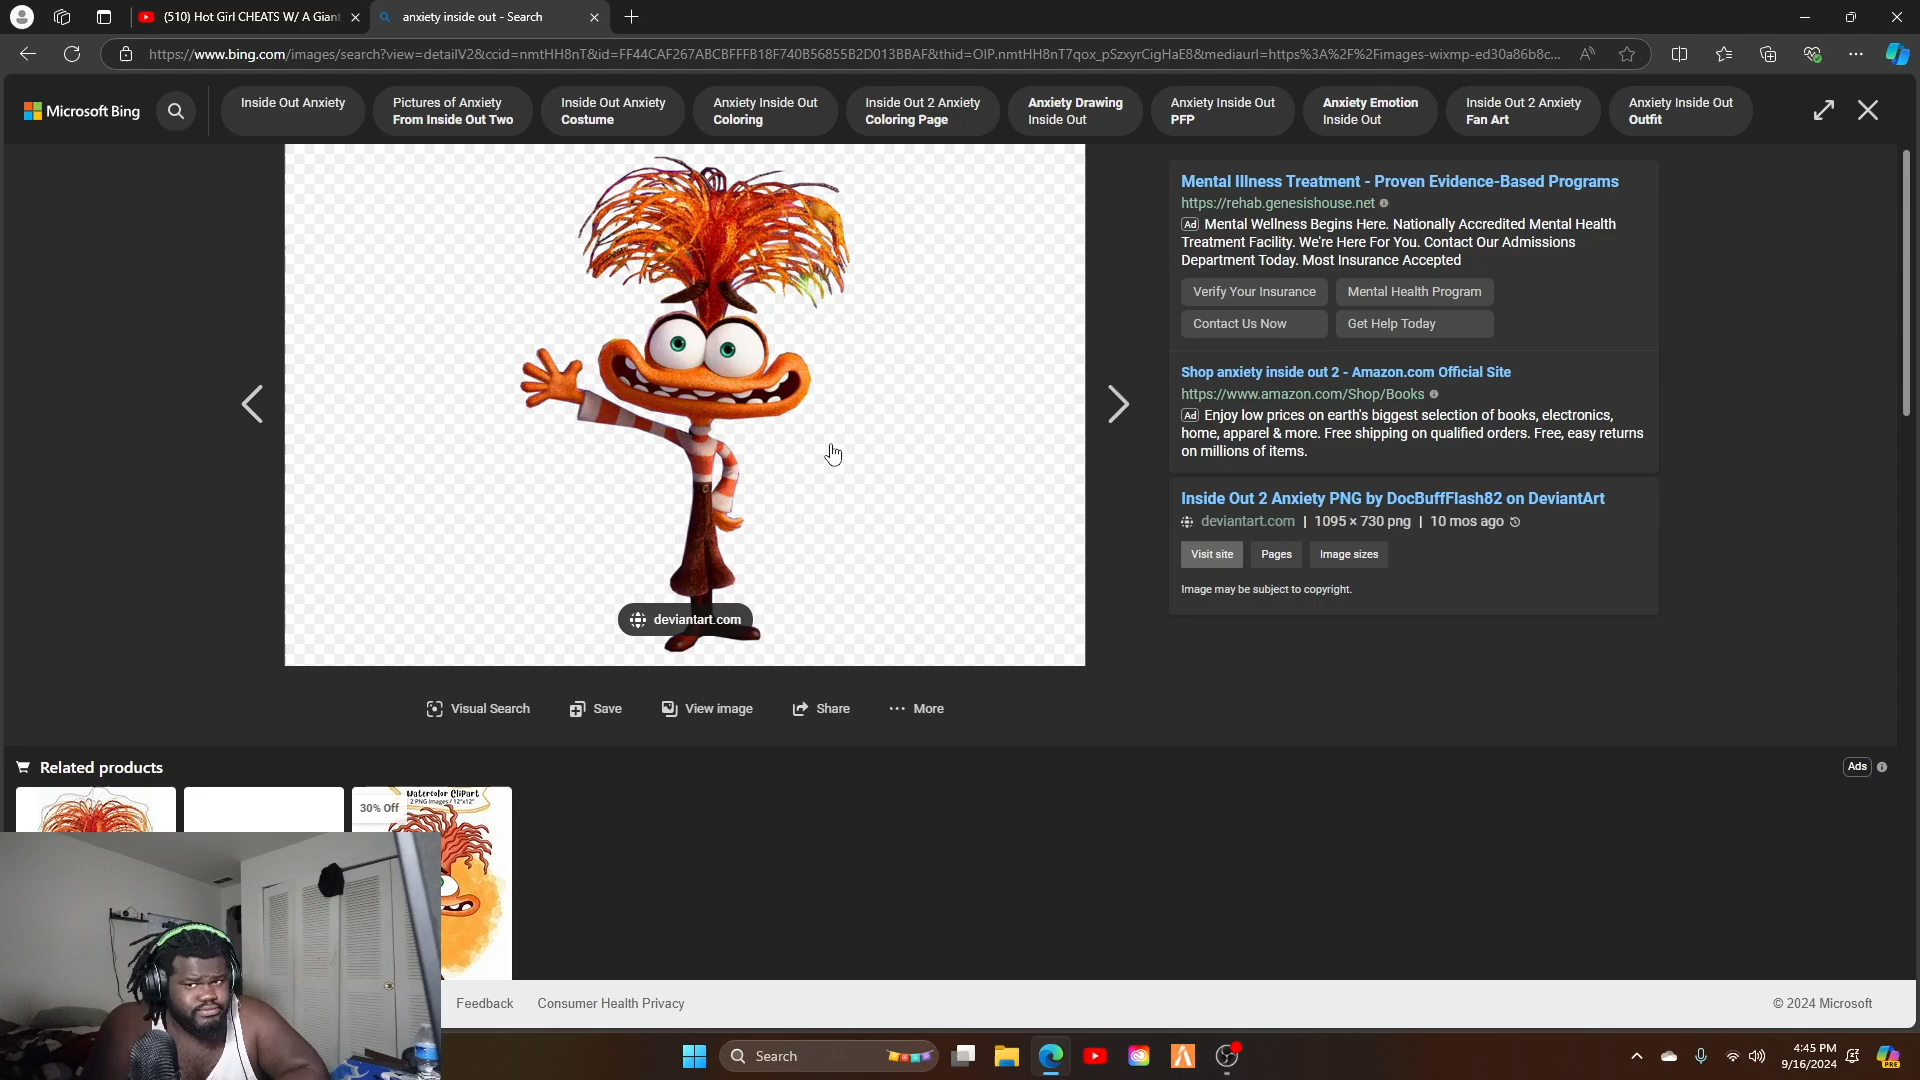 (510) Hot Girl CHEATS W/ A Giant
anxiety inside out - Search
https://www.bing.com/images/search?view=detailV2&ccid=nmtHH8nT&id=FF44CAF267ABCBFFFB18F740B56855B2D013BBAF&thid=OIP.nmtHH8nT7qox_pSzxyrCigHaE8&mediaurl=https%3A%2F%2Fimages-wixmp-ed30a86b8c...
Microsoft Bing
Inside Out Anxiety
Pictures of Anxiety
From Inside Out Two
Inside Out Anxiety
Costume
Anxiety Inside Out
Coloring
Inside Out 2 Anxiety
Coloring Page
Anxiety Drawing
Inside Out
Anxiety Inside Out
PFP
Anxiety Emotion
Inside Out
Inside Out 2 Anxiety
Fan Art
Anxiety Inside Out
Outfit
deviantart.com
Visual Search
Save
View image
Share
More
Mental Illness Treatment - Proven Evidence-Based Programs
https://rehab.genesishouse.net
Ad Mental Wellness Begins Here. Nationally Accredited Mental Health
Treatment Facility. We're Here For You. Contact Our Admissions
Department Today. Most Insurance Accepted
Verify Your Insurance
Mental Health Program
Contact Us Now
Get Help Today
Shop anxiety inside out 2 - Amazon.com Official Site
https://www.amazon.com/Shop/Books
Ad Enjoy low prices on earth's biggest selection of books, electronics,
home, apparel & more. Free shipping on qualified orders. Free, easy returns
on millions of items.
Inside Out 2 Anxiety PNG by DocBuffFlash82 on DeviantArt
deviantart.com | 1095 × 730 png | 10 mos ago
Visit site
Pages
Image sizes
Image may be subject to copyright.
Related products
Ads
30% Off
Watercolor ClipArt
2 PNG Images / 12"x12"
Feedback
Consumer Health Privacy
© 2024 Microsoft
Search
4:45 PM
9/16/2024
PRE